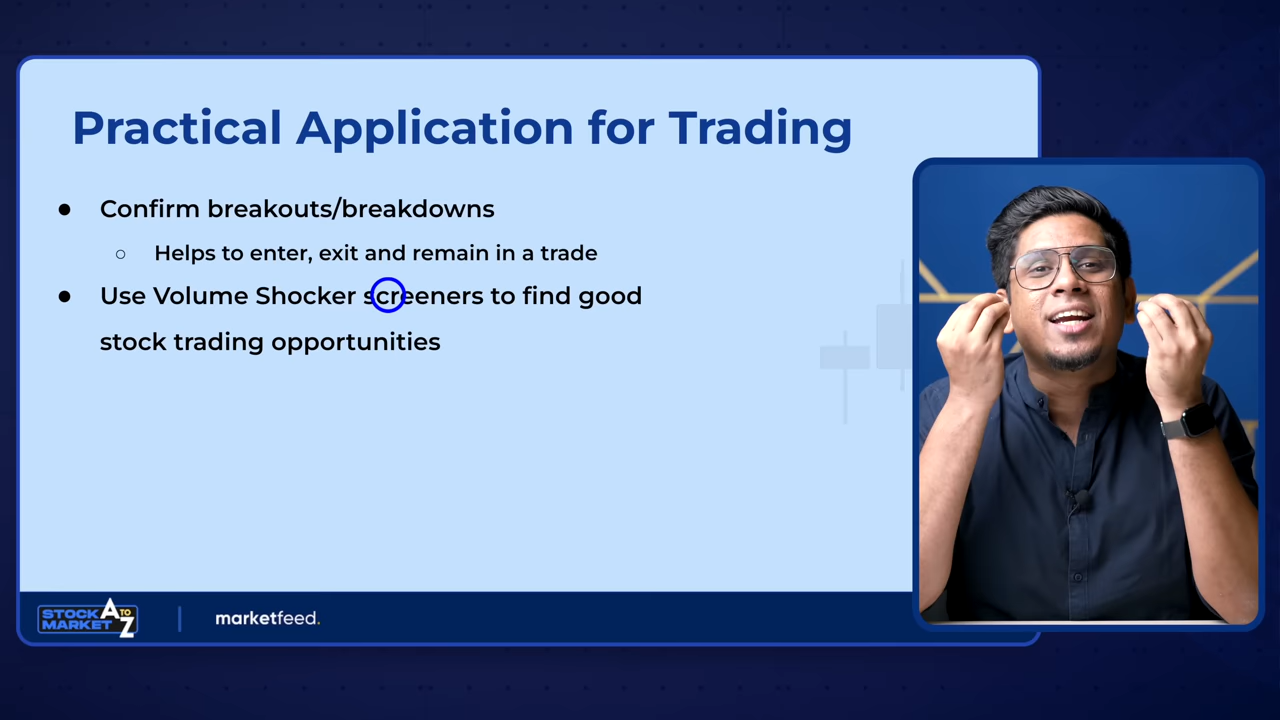 Practical Application for Trading
● Confirm breakouts/breakdowns
○ Helps to enter, exit and remain in a trade
● Use Volume Shocker screeners to find good
stock trading opportunities
STOCK MARKET A TO Z
marketfeed.